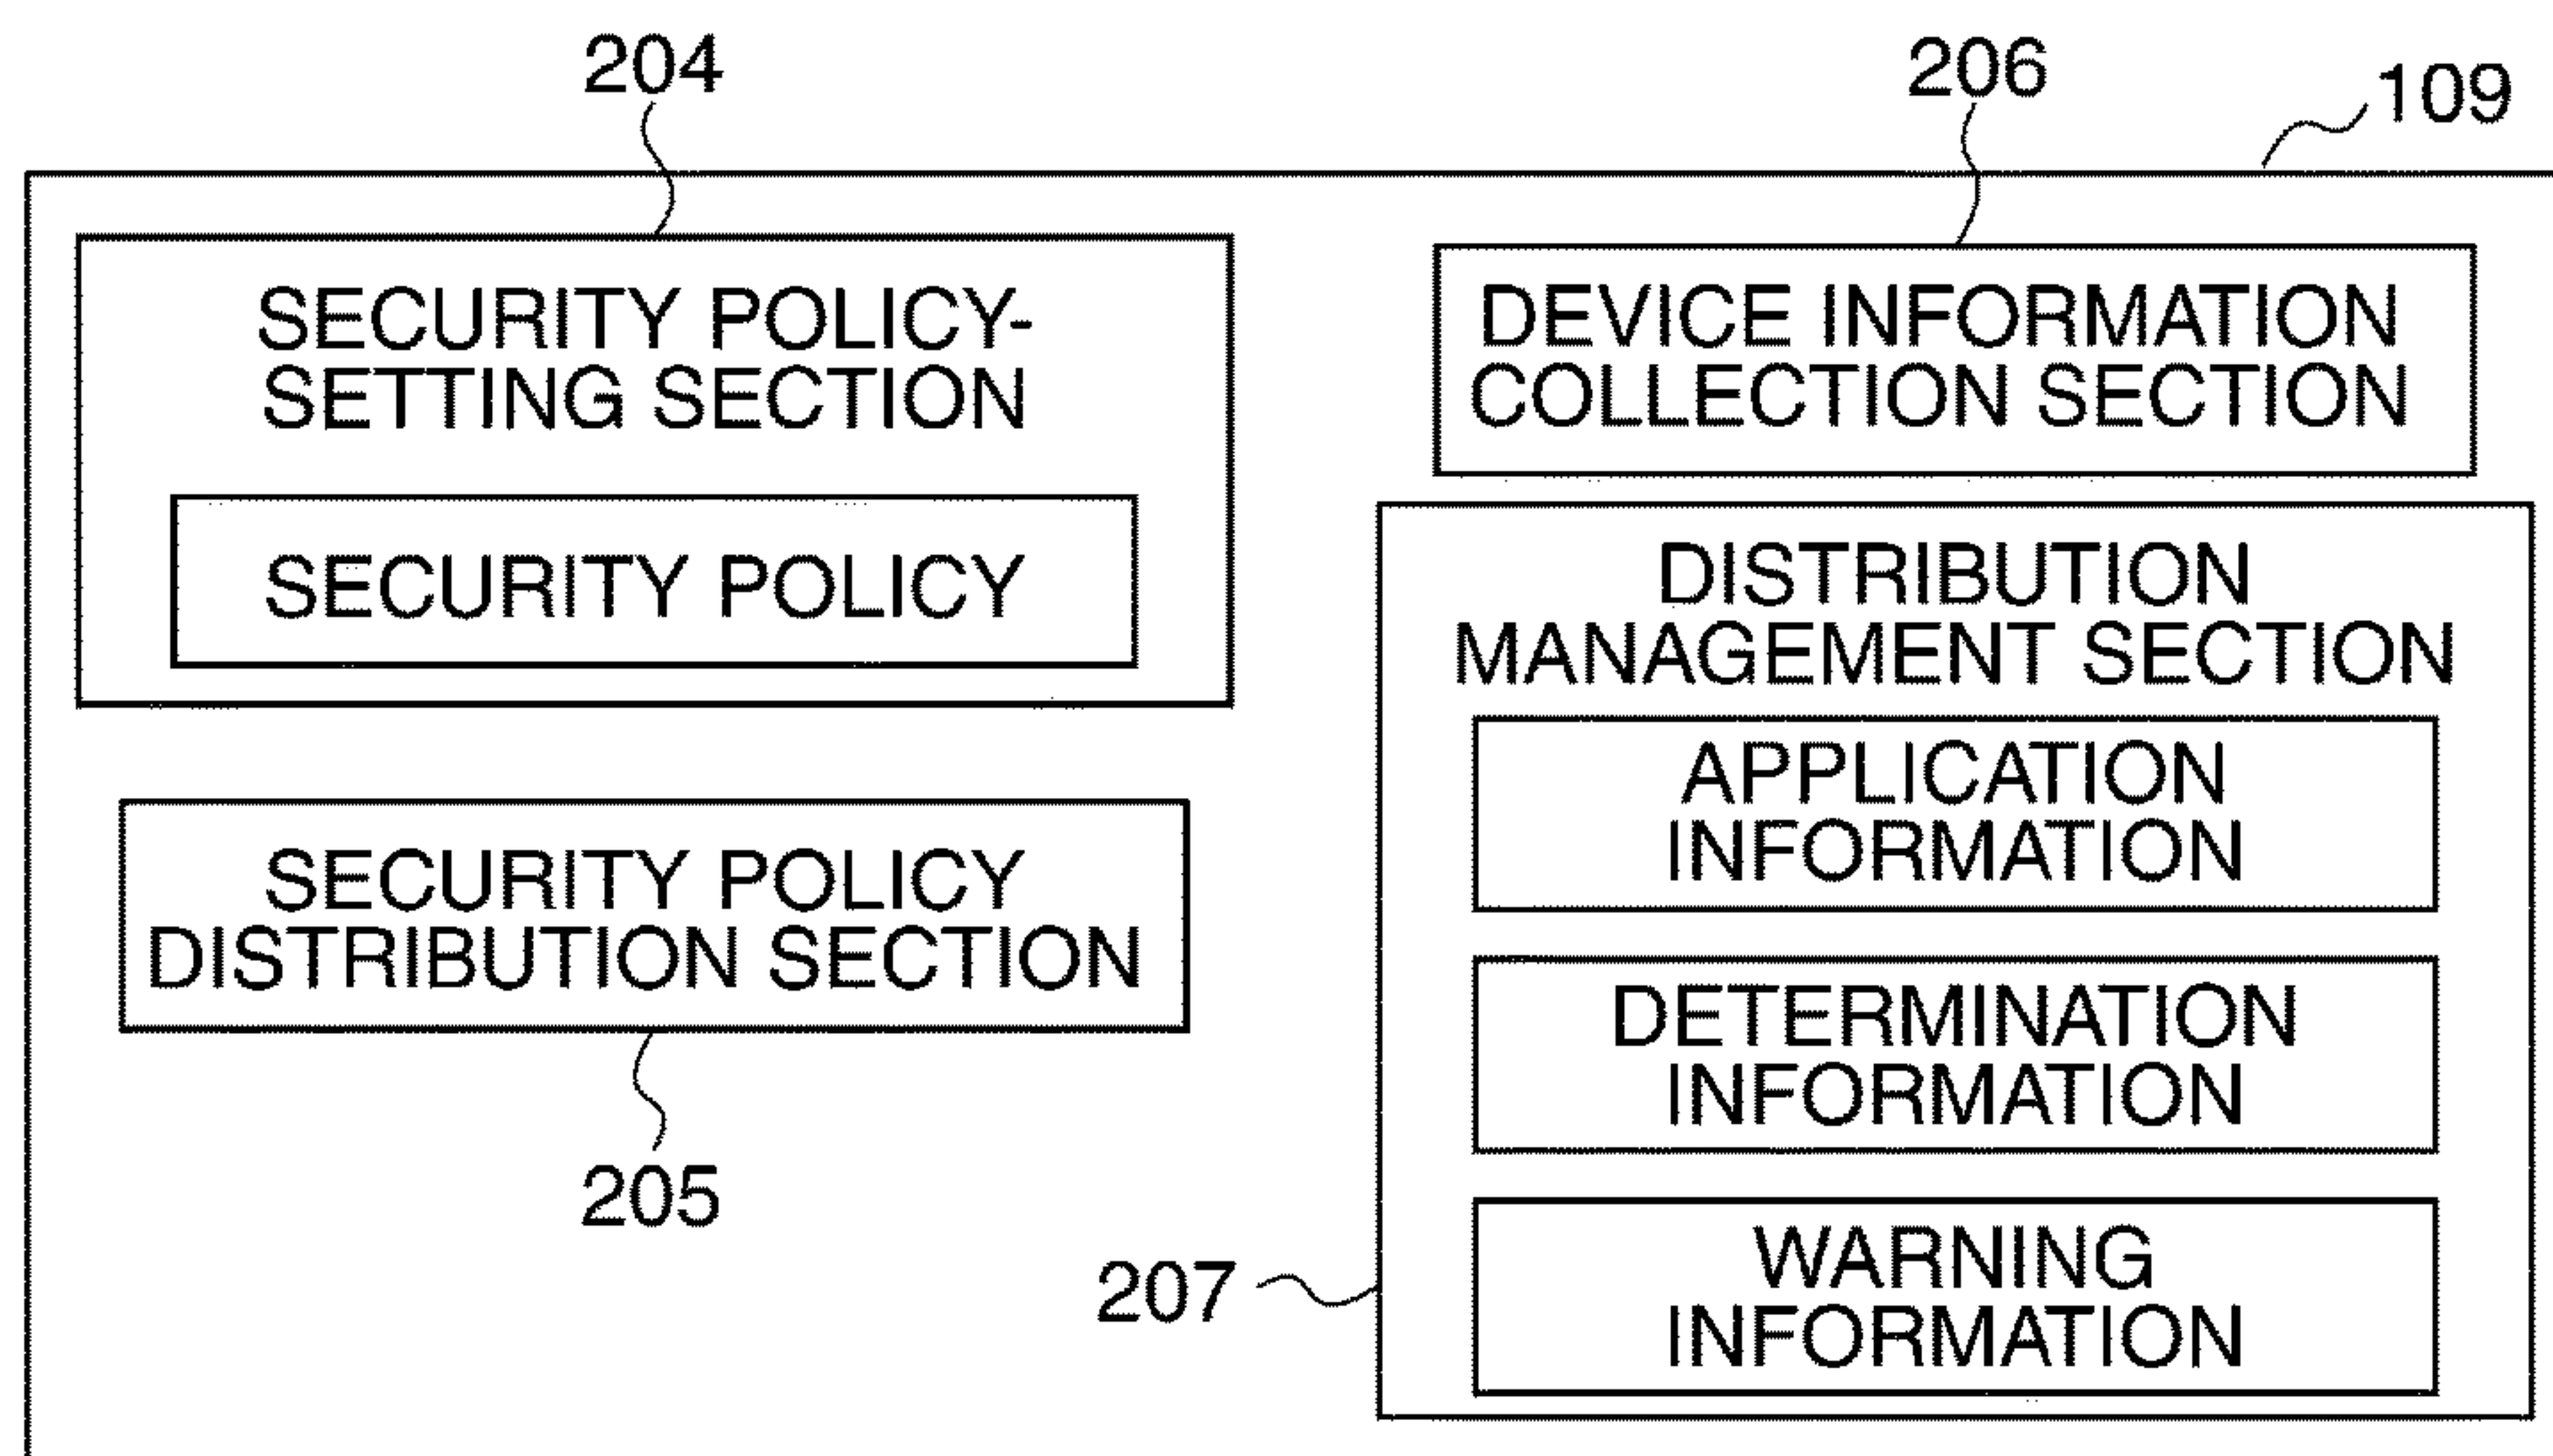 204
206
109
SECURITY POLICY-
SETTING SECTION
SECURITY POLICY
DEVICE INFORMATION
COLLECTION SECTION
SECURITY POLICY
DISTRIBUTION SECTION
205
DISTRIBUTION
MANAGEMENT SECTION
APPLICATION
INFORMATION
DETERMINATION
INFORMATION
WARNING
INFORMATION
207